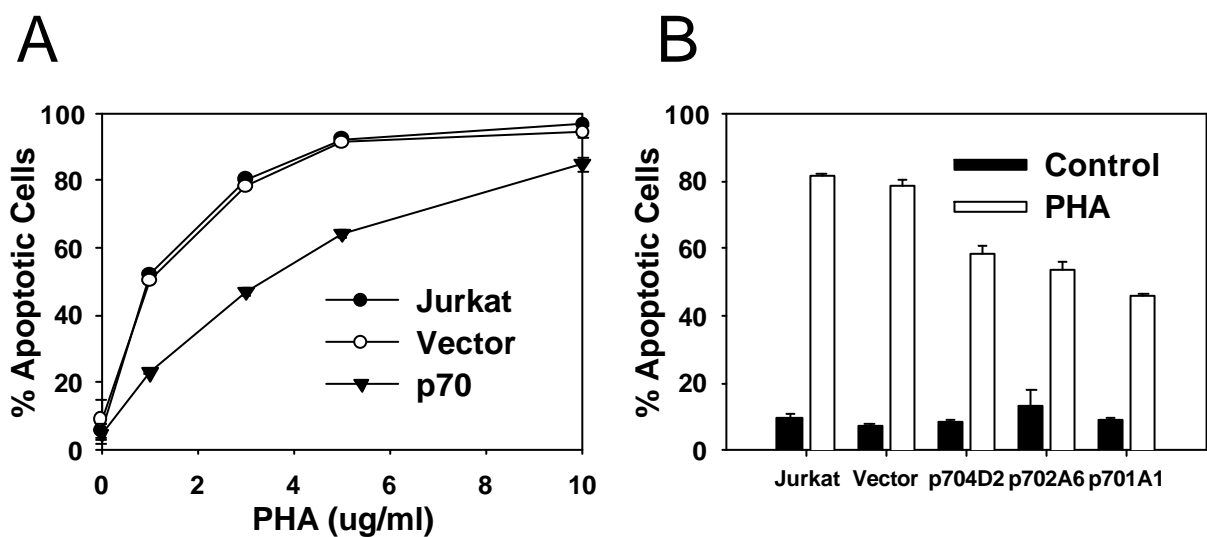 A
B
% Apoptotic Cells
100
80
60
40
20
0
0 2 4 6 8 10
PHA (ug/ml)
Jurkat
Vector
p70
% Apoptotic Cells
100
80
60
40
20
0
Control
PHA
Jurkat Vector p704D2 p702A6 p701A1